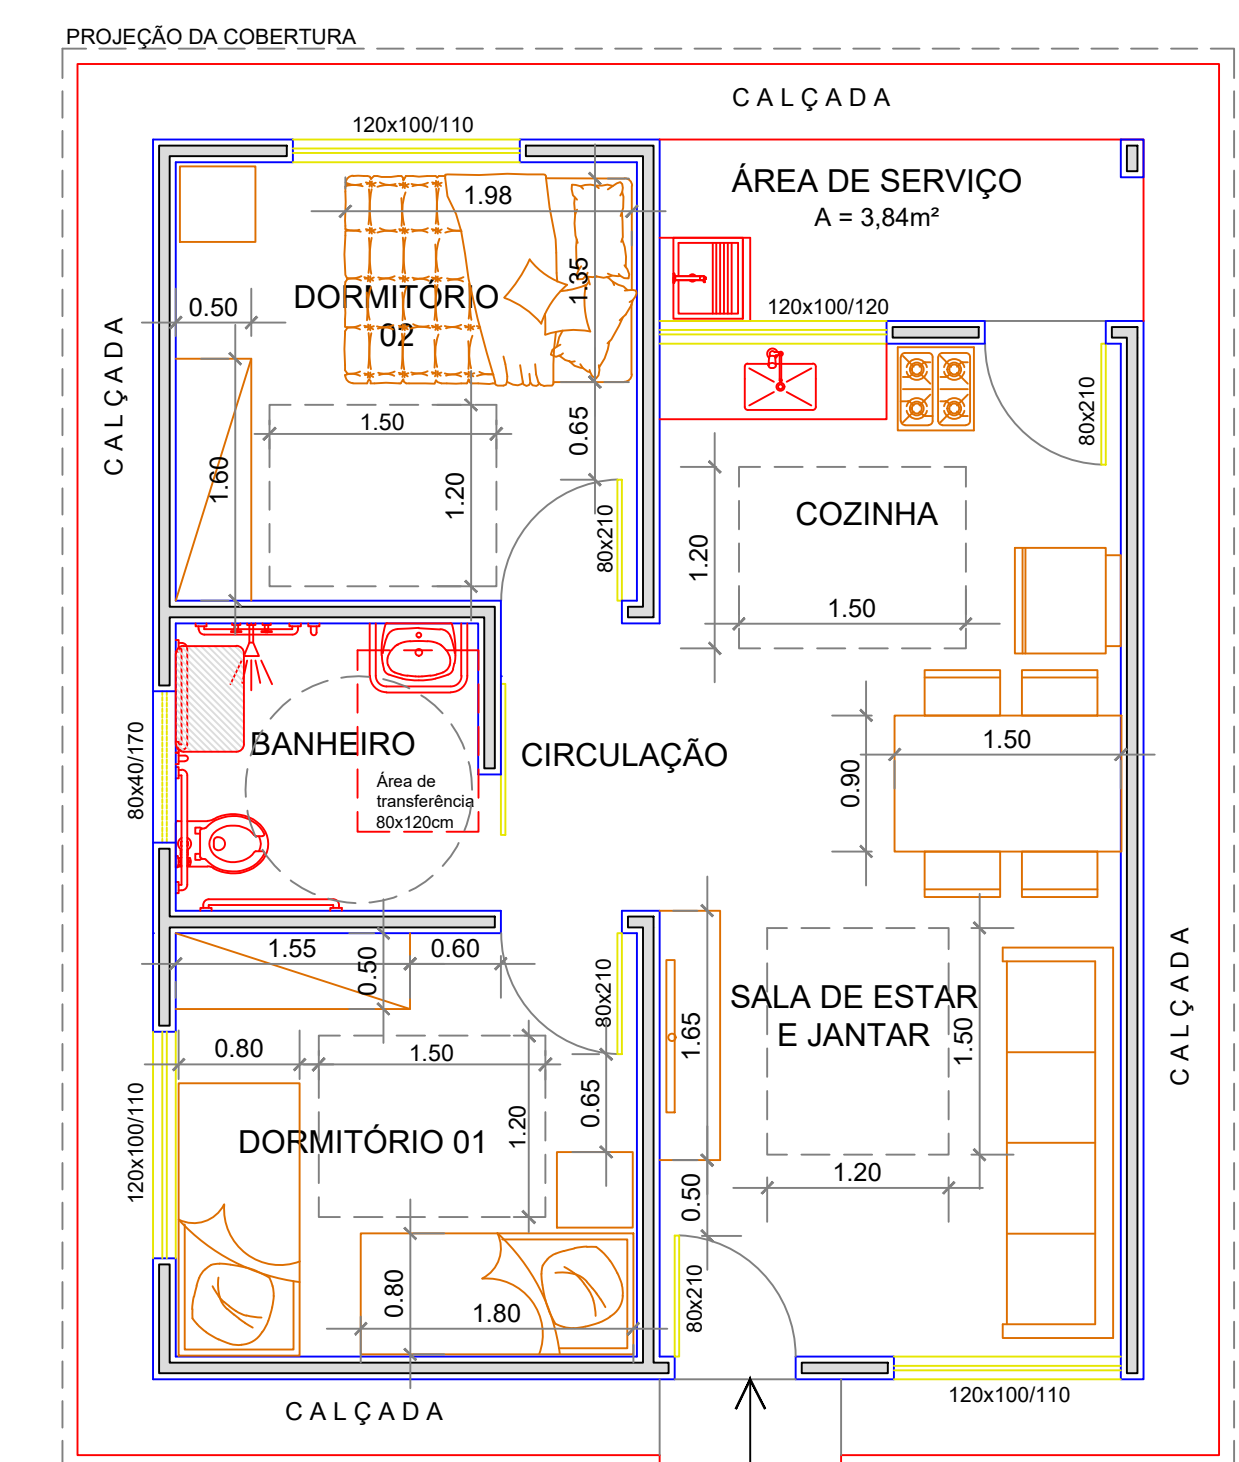 PROJEÇÃO DA COBERTURA
CALÇADA
120x100/110
ÁREA DE SERVIÇO
A = 3,84m²
1.98
1.35
DORMITÓRIO
02
0.50
120x100/120
CALÇADA
80x210
1.50
0.65
1.60
1.20
80x210
COZINHA
1.20
1.50
BANHEIRO
CIRCULAÇÃO
1.50
80x40/170
Área de
transferência
80x120cm
0.90
1.55
0.60
0.50
80x210
SALA DE ESTAR
E JANTAR
CALÇADA
1.65
1.50
0.80
1.50
0.65
1.20
120x100/110
DORMITÓRIO 01
1.20
0.50
0.80
1.80
80x210
120x100/110
CALÇADA